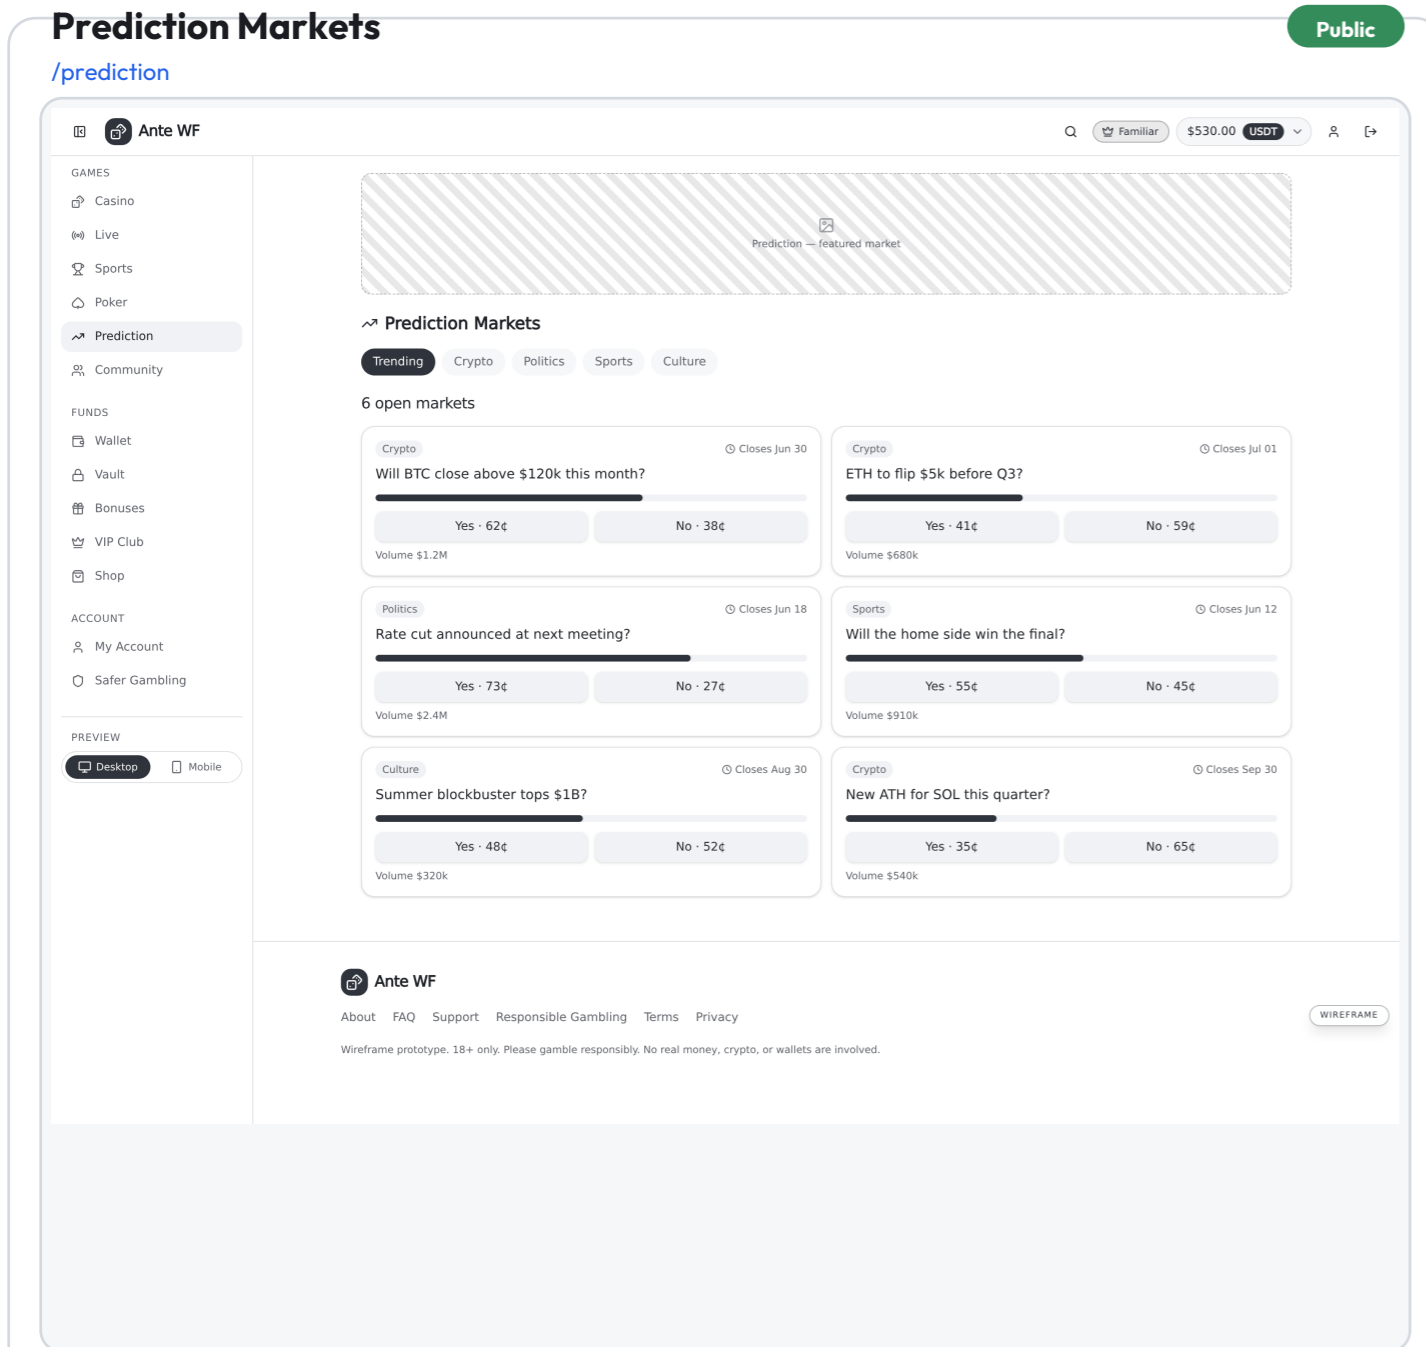 Prediction Markets
Public
/prediction
Ante WF
Familiar
$530.00 USDT
GAMES
Casino
Live
Sports
Poker
Prediction
Community
FUNDS
Wallet
Vault
Bonuses
VIP Club
Shop
ACCOUNT
My Account
Safer Gambling
PREVIEW
Desktop Mobile
Prediction — featured market
Prediction Markets
Trending Crypto Politics Sports Culture
6 open markets
Crypto Closes Jun 30
Will BTC close above $120k this month?
Yes · 62¢ No · 38¢
Volume $1.2M
Crypto Closes Jul 01
ETH to flip $5k before Q3?
Yes · 41¢ No · 59¢
Volume $680k
Politics Closes Jun 18
Rate cut announced at next meeting?
Yes · 73¢ No · 27¢
Volume $2.4M
Sports Closes Jun 12
Will the home side win the final?
Yes · 55¢ No · 45¢
Volume $910k
Culture Closes Aug 30
Summer blockbuster tops $1B?
Yes · 48¢ No · 52¢
Volume $320k
Crypto Closes Sep 30
New ATH for SOL this quarter?
Yes · 35¢ No · 65¢
Volume $540k
Ante WF
About FAQ Support Responsible Gambling Terms Privacy
WIREFRAME
Wireframe prototype. 18+ only. Please gamble responsibly. No real money, crypto, or wallets are involved.